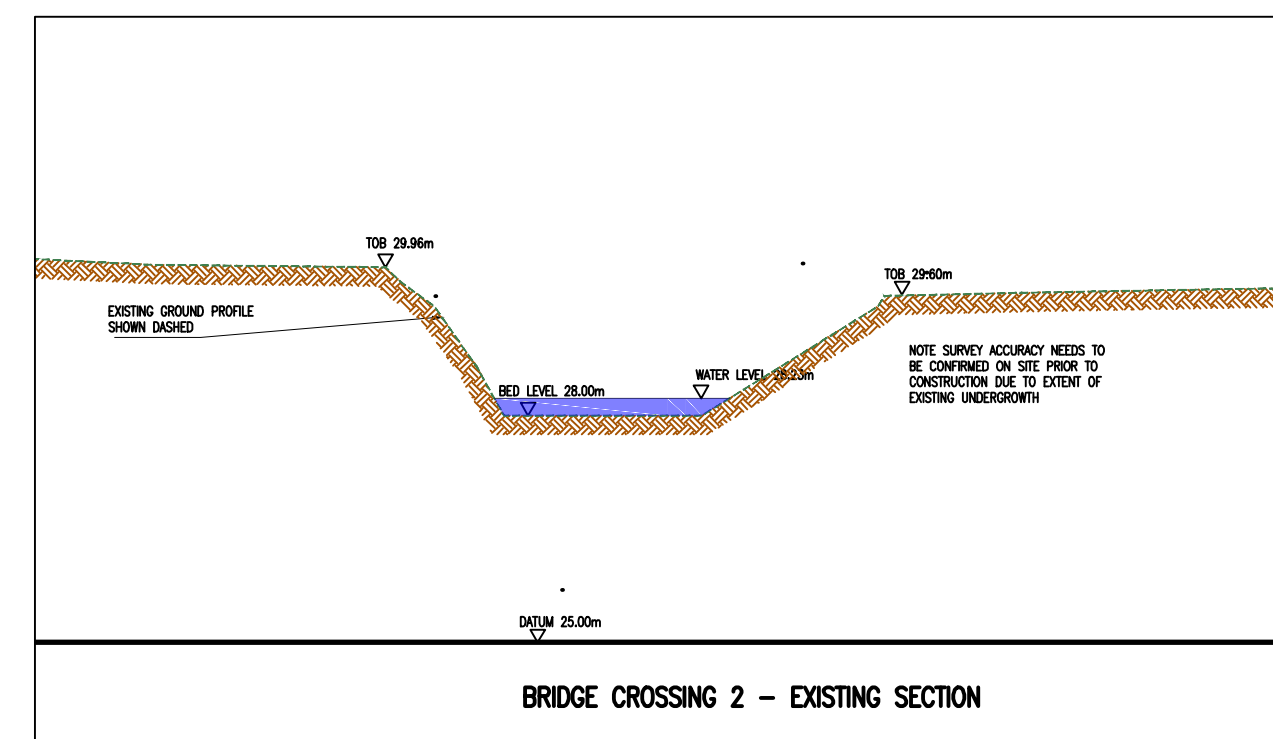 TOB 29.96m
TOB 29.60m
EXISTING GROUND PROFILE
SHOWN DASHED
NOTE SURVEY ACCURACY NEEDS TO
BE CONFIRMED ON SITE PRIOR TO
CONSTRUCTION DUE TO EXTENT OF
EXISTING UNDERGROWTH
WATER LEVEL
BED LEVEL 28.00m
DATUM 25.00m
BRIDGE CROSSING 2 – EXISTING SECTION